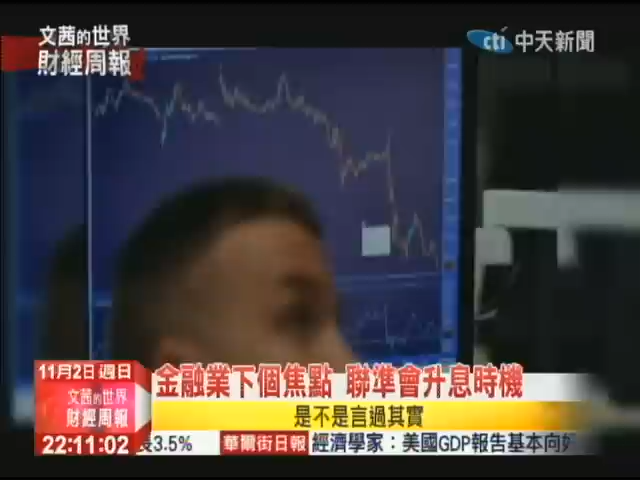 文茜的世界
財經周報
cti 中天新聞
11月2日 週日
文茜的世界
財經周報
22:11:02
金融業下個焦點 聯準會升息時機
是不是言過其實
長3.5% 華爾街日報 經濟學家：美國GDP報告基本向好